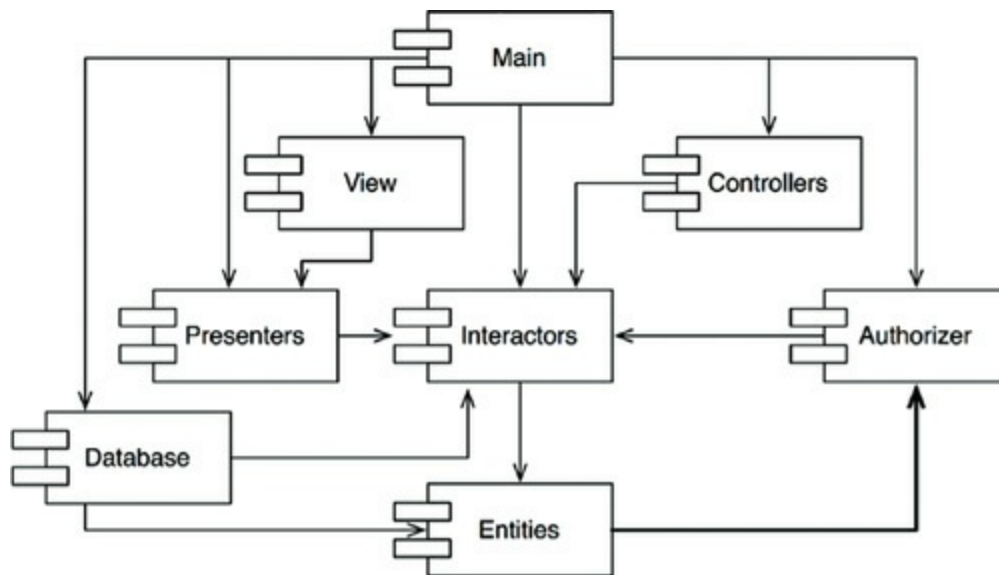 Main
View
Controllers
Presenters
Interactors
Authorizer
Database
Entities